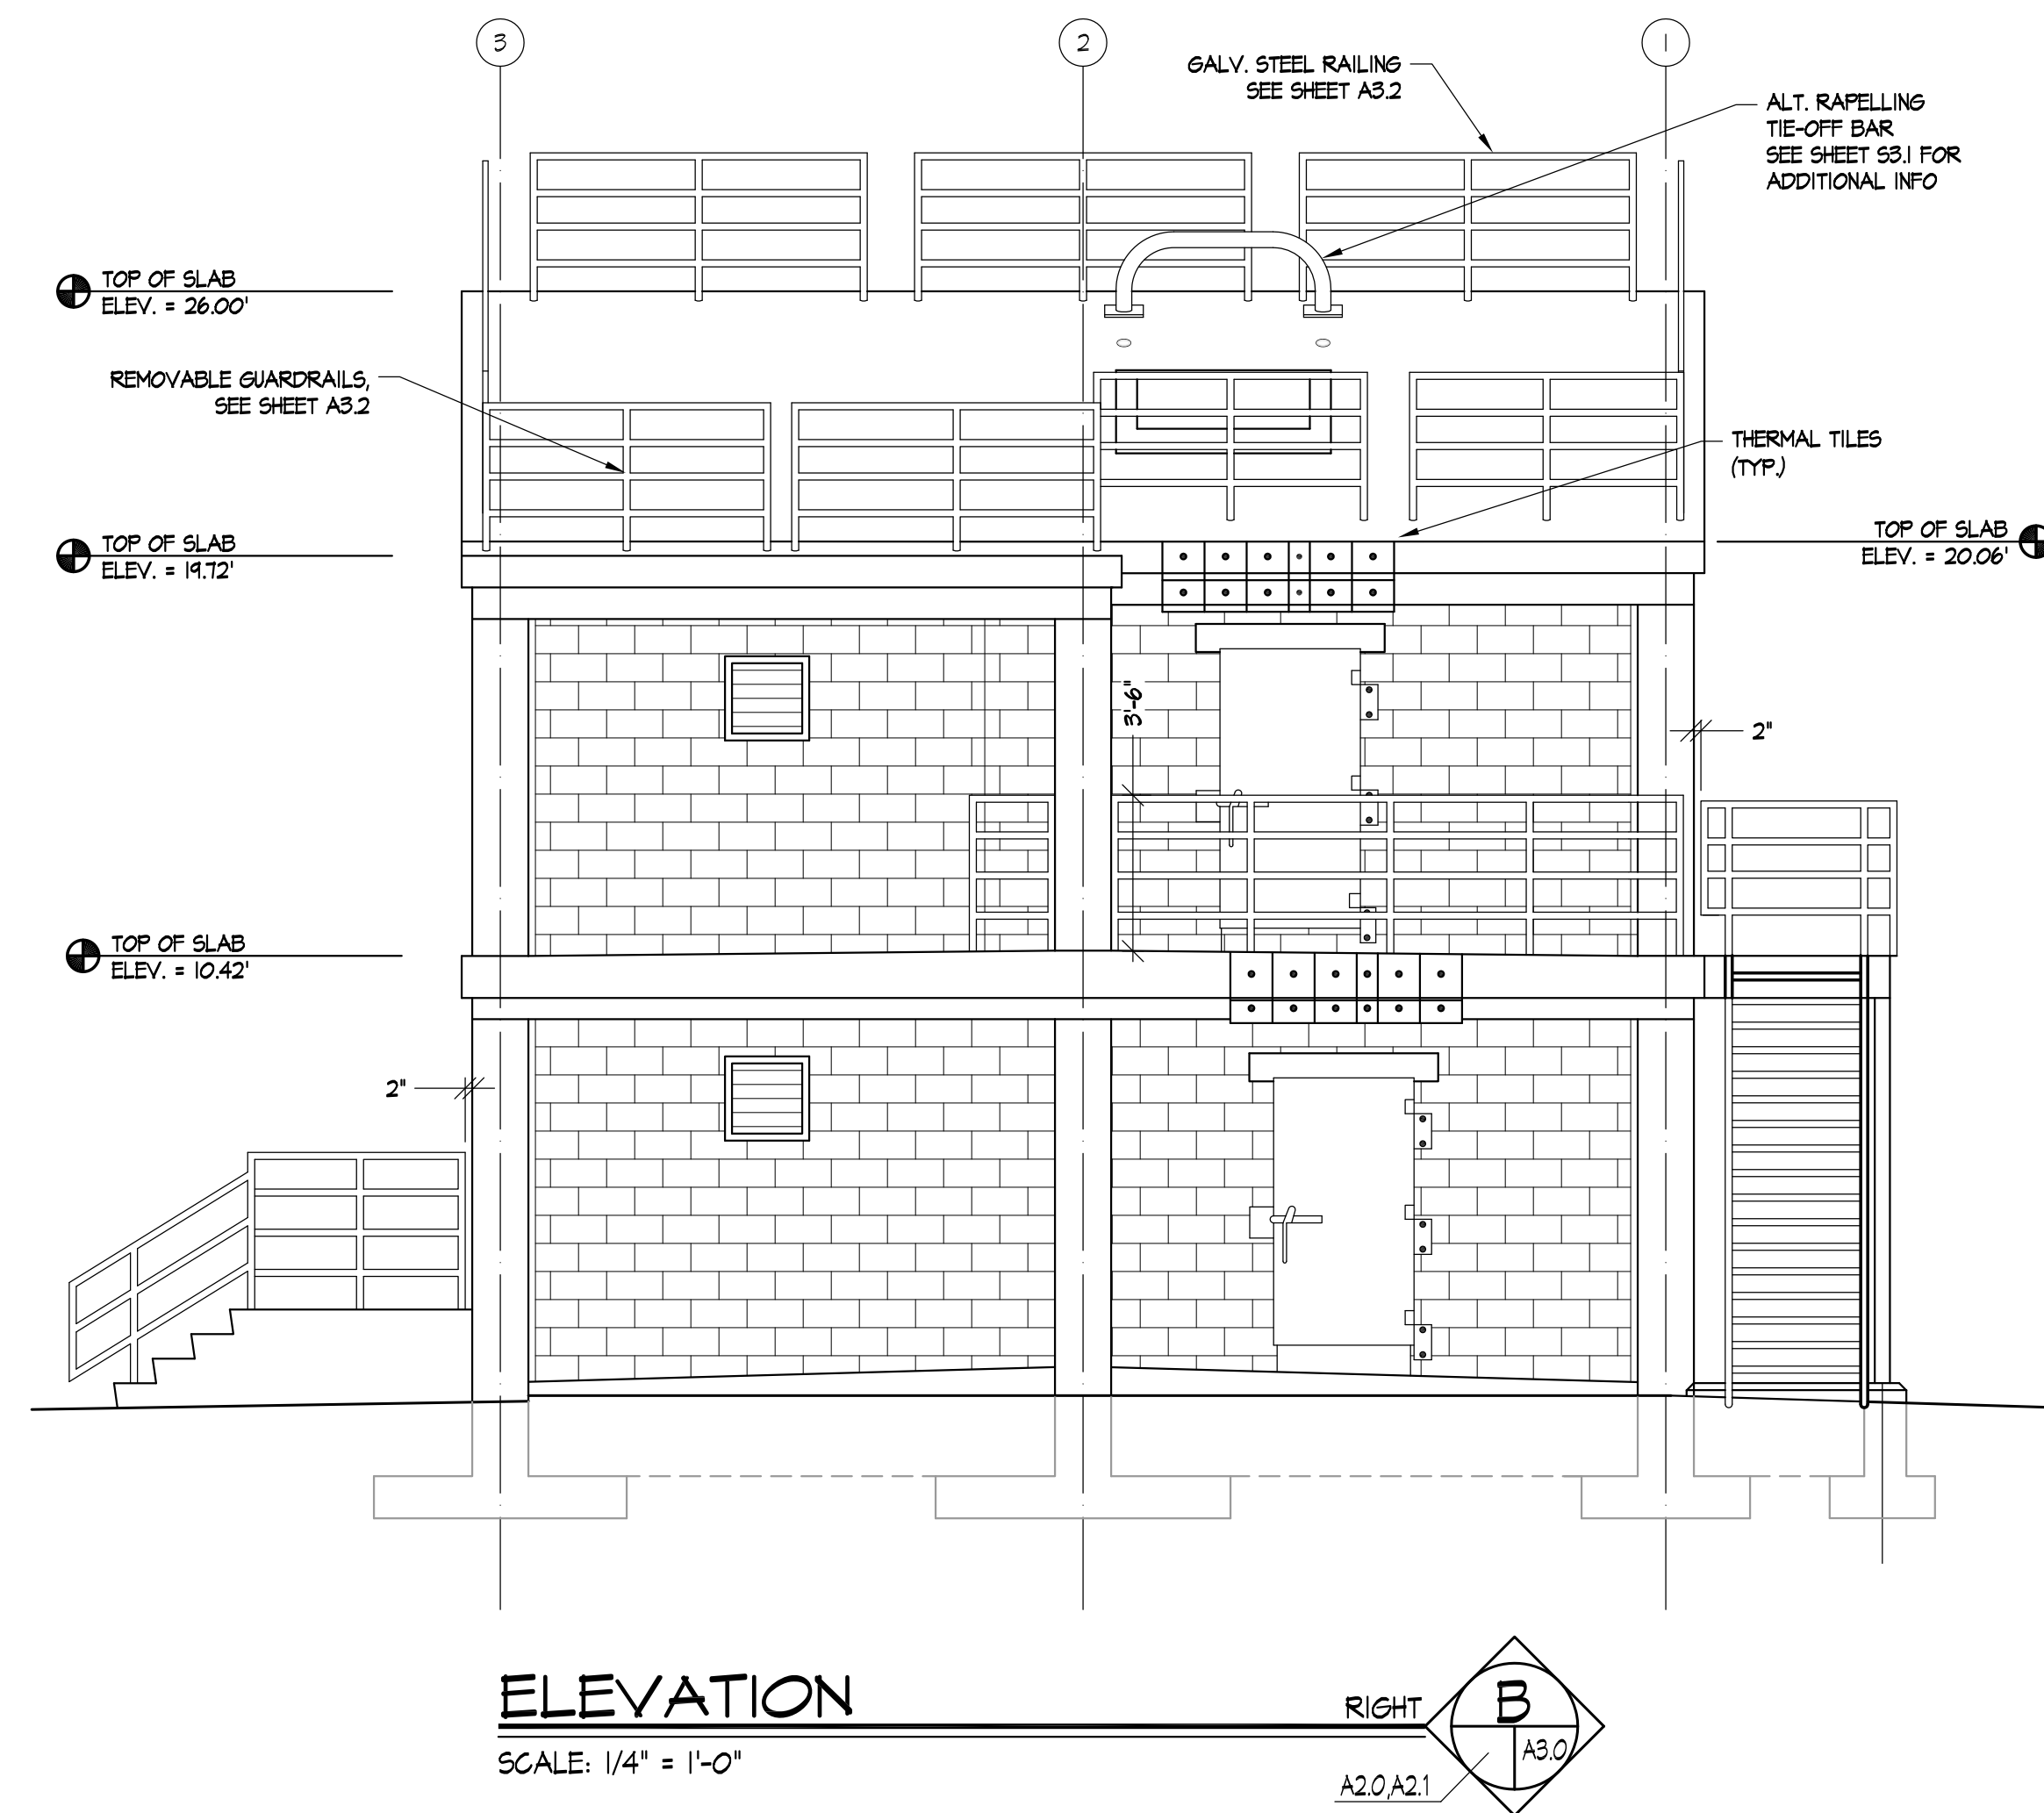 3
2
1
GALV. STEEL RAILING
SEE SHEET A3.2
ALT. RAPELLING
TIE-OFF BAR
SEE SHEET S3.1 FOR
ADDITIONAL INFO
TOP OF SLAB
ELEV. = 26.00'
REMOVABLE GUARDRAILS,
SEE SHEET A3.2
THERMAL TILES
(TYP.)
TOP OF SLAB
ELEV. = 19.72'
TOP OF SLAB
ELEV. = 20.06'
3'-6"
2"
TOP OF SLAB
ELEV. = 10.42'
2"
ELEVATION
RIGHT
B
SCALE: 1/4" = 1'-0"
A3.0
A2.0,A2.1